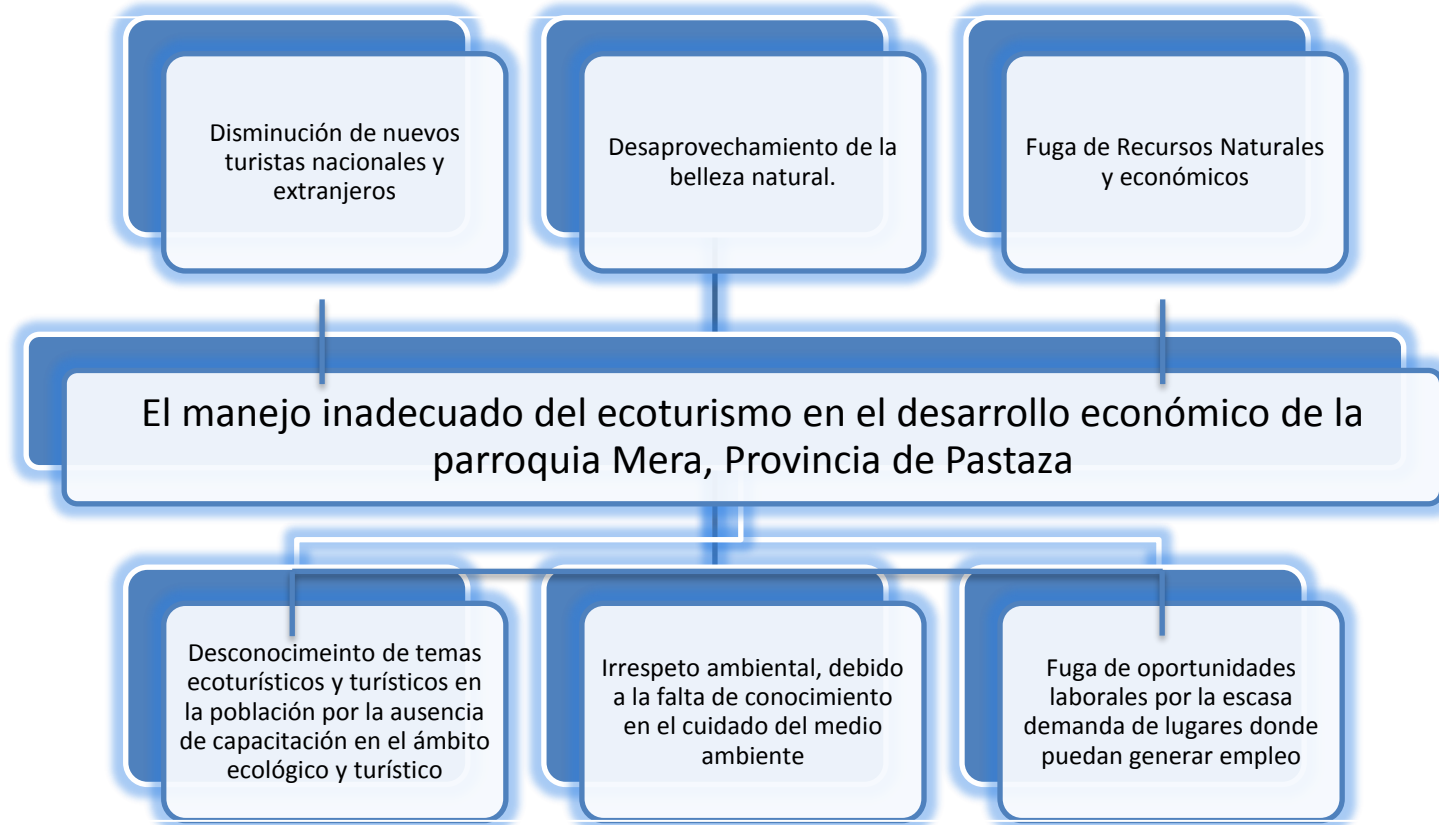 Disminución de nuevos
turistas nacionales y
extranjeros
Desaprovechamiento de la
belleza natural.
Fuga de Recursos Naturales
y económicos
El manejo inadecuado del ecoturismo en el desarrollo económico de la
parroquia Mera, Provincia de Pastaza
Desconocimeinto de temas
ecoturísticos y turísticos en
la población por la ausencia
de capacitación en el ámbito
ecológico y turístico
Irrespeto ambiental, debido
a la falta de conocimiento
en el cuidado del medio
ambiente
Fuga de oportunidades
laborales por la escasa
demanda de lugares donde
puedan generar empleo